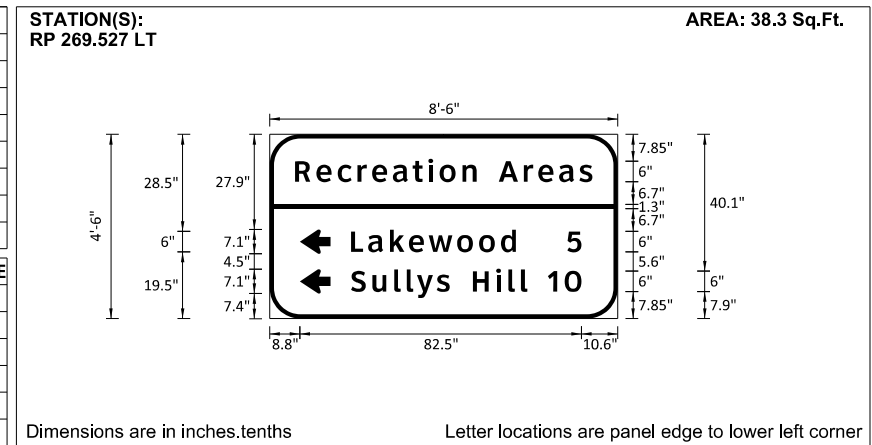 STATION(S):
RP 269.527 LT
AREA: 38.3 Sq.Ft.
8'-6"
4'-6"
28.5"
6"
19.5"
27.9"
7.1"
4.5"
7.1"
7.4"
Recreation Areas
← Lakewood 5
← Sullys Hill 10
7.85"
6"
6.7"
1.3"
6.7"
6"
5.6"
6"
7.85"
40.1"
6"
7.9"
8.8"
82.5"
10.6"
E
Dimensions are in inches.tenths
Letter locations are panel edge to lower left corner